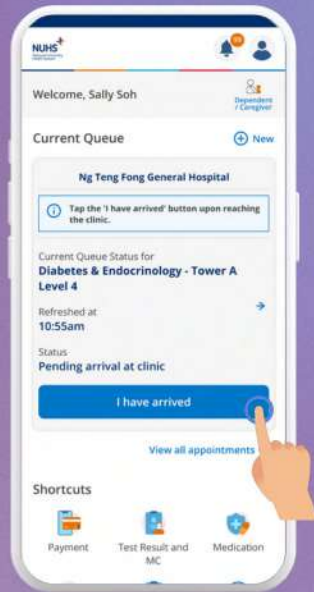 NUHS
Welcome, Sally Soh
Dependent
/ Caregiver
Current Queue
New
Ng Teng Fong General Hospital
Tap the 'I have arrived' button upon reaching
the clinic.
Current Queue Status for
Diabetes & Endocrinology - Tower A
Level 4
Refreshed at
10:55am
Status
Pending arrival at clinic
I have arrived
View all appointments
Shortcuts
Payment
Test Result and
MC
Medication